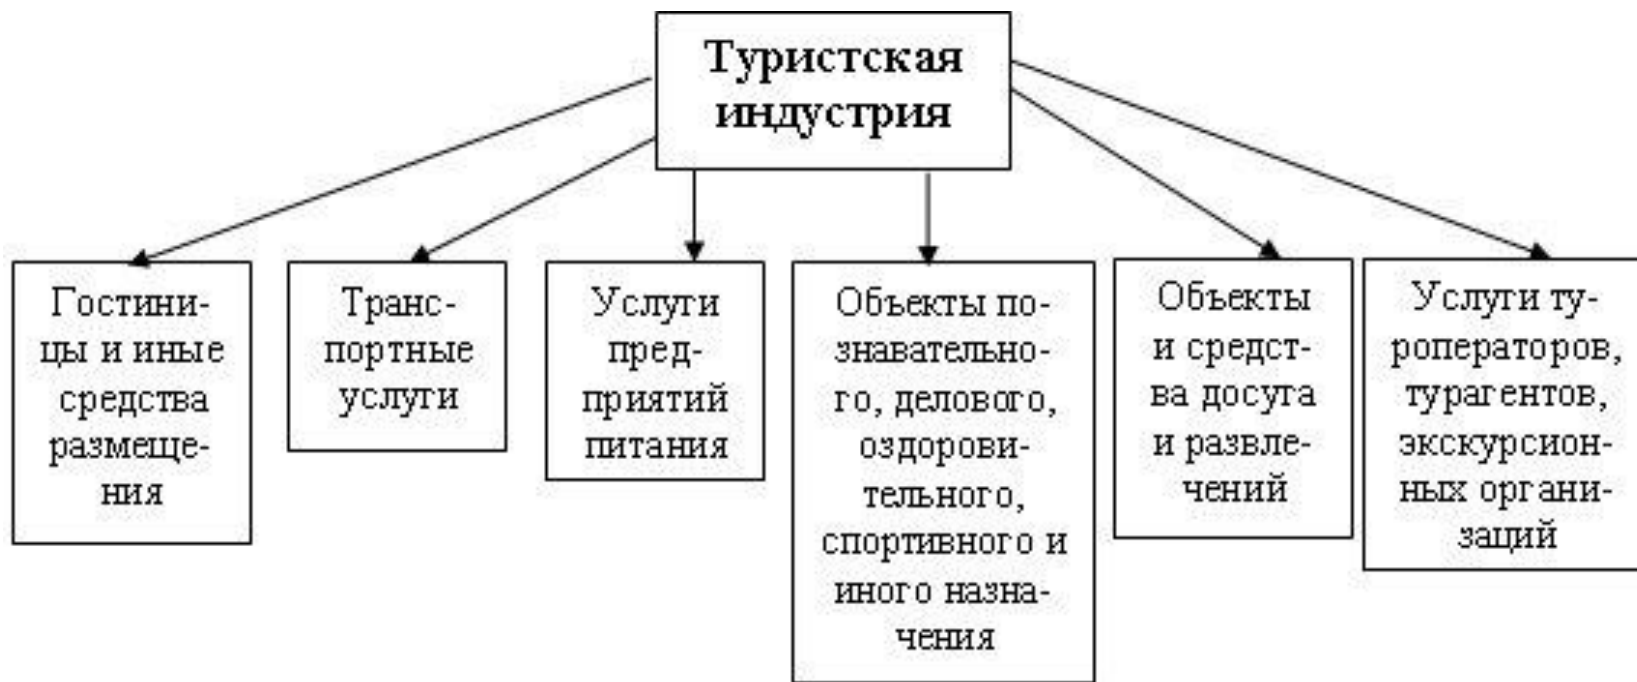 Туристская
индустрия
Гостини-
цы и иные
средства
размеще-
ния
Транс-
портные
услуги
Услуги
пред-
приятий
питания
Объекты по-
знавательно-
го, делового,
оздорови-
тельного,
спортивного и
иного назна-
чения
Объекты
и средст-
ва досуга
и развле-
чений
Услуги ту-
роператоров,
турагентов,
экскурсион-
ных органи-
заций